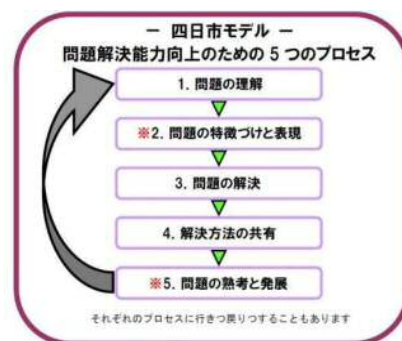 ― 四日市モデル ―
問題解決能力向上のための 5 つのプロセス
1. 問題の理解
※2. 問題の特徴づけと表現
3. 問題の解決
4. 解決方法の共有
※5. 問題の熟考と発展
それぞれのプロセスに行きつ戻りつすることもあります